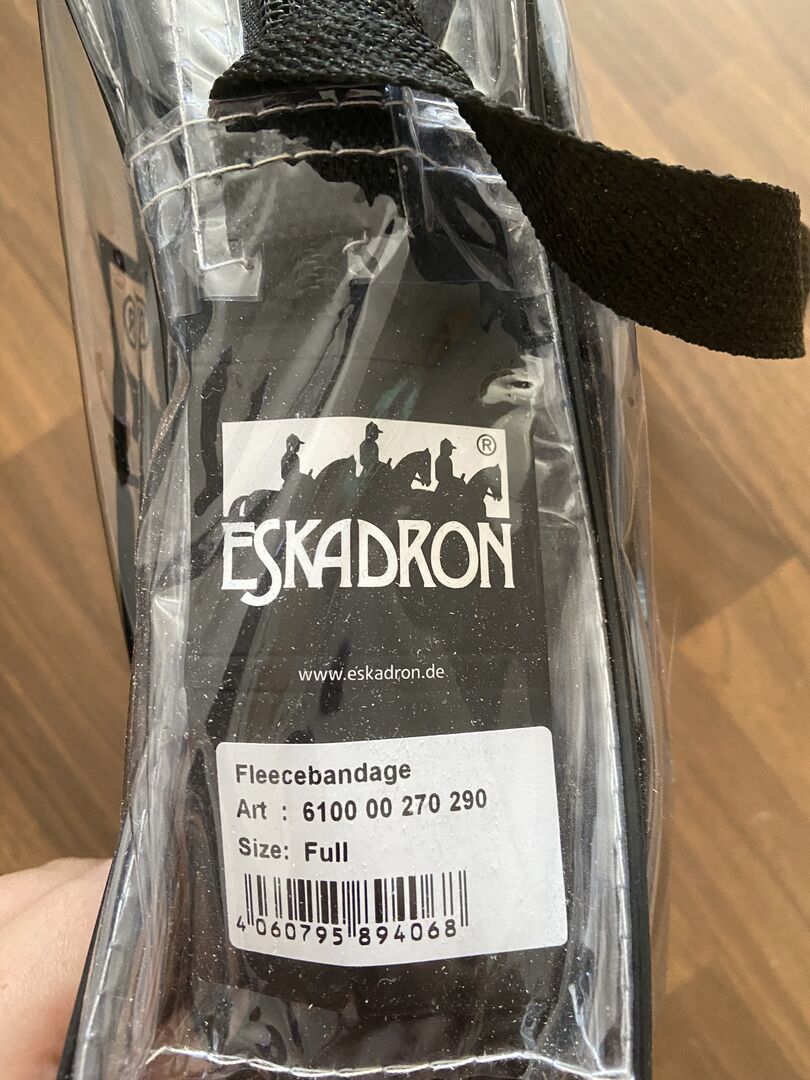 ®
ESKADRON
www.eskadron.de
Fleecebandage
Art : 6100 00 270 290
Size: Full
4 060795 894068